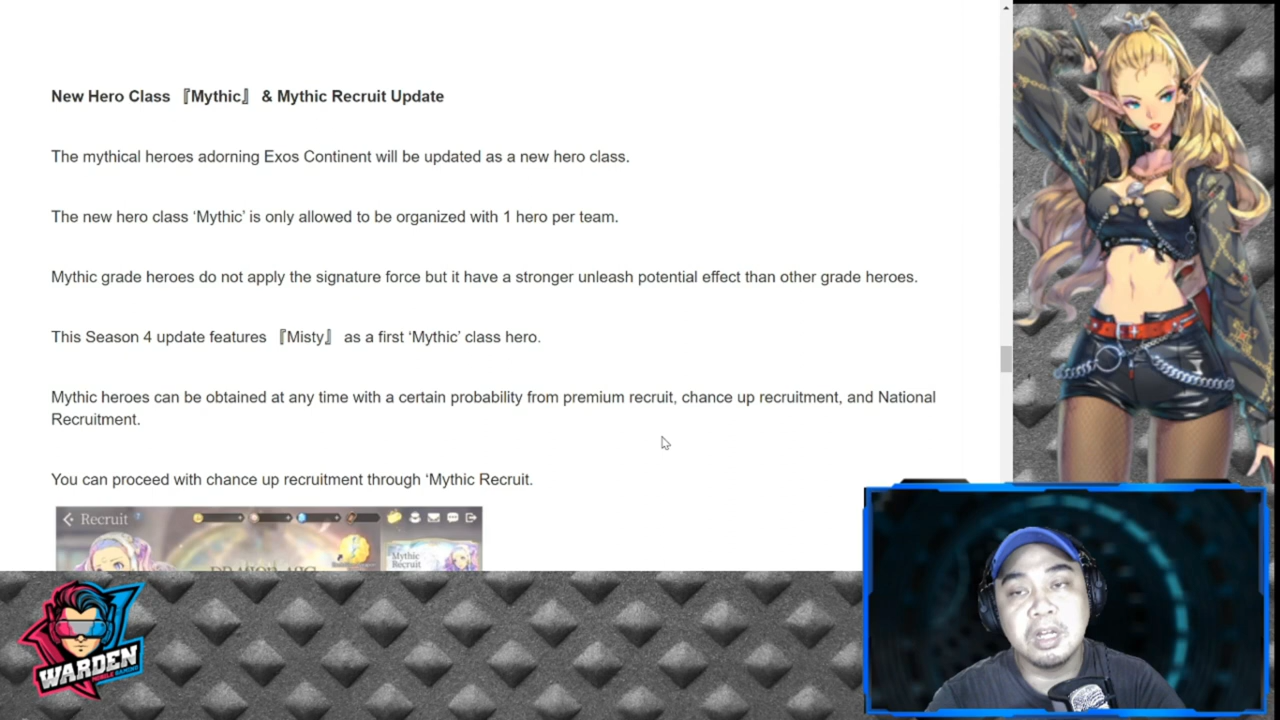 New Hero Class 『Mythic』 & Mythic Recruit Update
The mythical heroes adorning Exos Continent will be updated as a new hero class.
The new hero class ‘Mythic’ is only allowed to be organized with 1 hero per team.
Mythic grade heroes do not apply the signature force but it have a stronger unleash potential effect than other grade heroes.
This Season 4 update features 『Misty』 as a first ‘Mythic’ class hero.
Mythic heroes can be obtained at any time with a certain probability from premium recruit, chance up recruitment, and National
Recruitment.
You can proceed with chance up recruitment through ‘Mythic Recruit.
Recruit
Mythic
Recruit
WARDEN
MOBILE GAMING